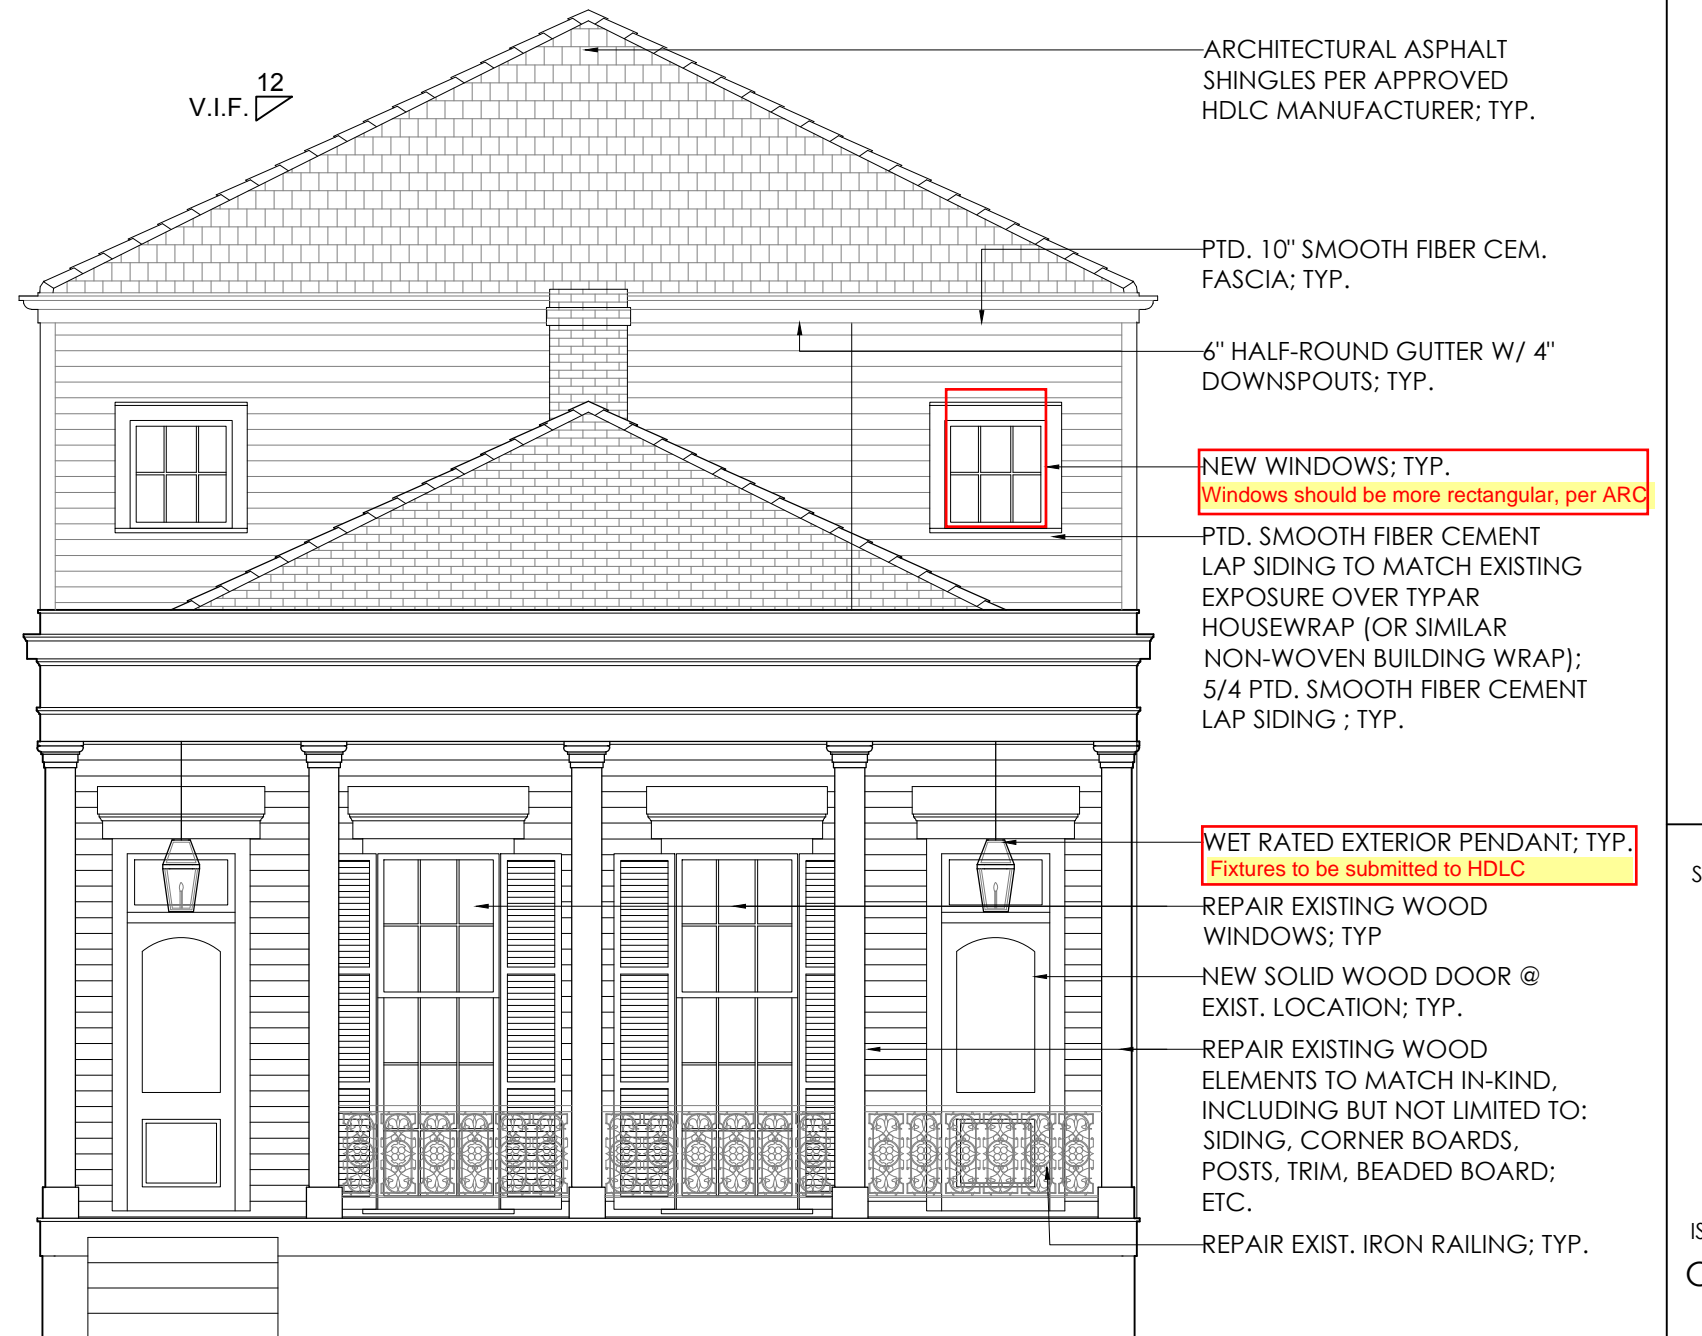 12
V.I.F.
ARCHITECTURAL ASPHALT
SHINGLES PER APPROVED
HDLC MANUFACTURER; TYP.
PTD. 10" SMOOTH FIBER CEM.
FASCIA; TYP.
6" HALF-ROUND GUTTER W/ 4"
DOWNSPOUTS; TYP.
NEW WINDOWS; TYP.
Windows should be more rectangular, per ARC
PTD. SMOOTH FIBER CEMENT
LAP SIDING TO MATCH EXISTING
EXPOSURE OVER TYPAR
HOUSEWRAP (OR SIMILAR
NON-WOVEN BUILDING WRAP);
5/4 PTD. SMOOTH FIBER CEMENT
LAP SIDING ; TYP.
WET RATED EXTERIOR PENDANT; TYP.
Fixtures to be submitted to HDLC
REPAIR EXISTING WOOD
WINDOWS; TYP
NEW SOLID WOOD DOOR @
EXIST. LOCATION; TYP.
REPAIR EXISTING WOOD
ELEMENTS TO MATCH IN-KIND,
INCLUDING BUT NOT LIMITED TO:
SIDING, CORNER BOARDS,
POSTS, TRIM, BEADED BOARD;
ETC.
REPAIR EXIST. IRON RAILING; TYP.